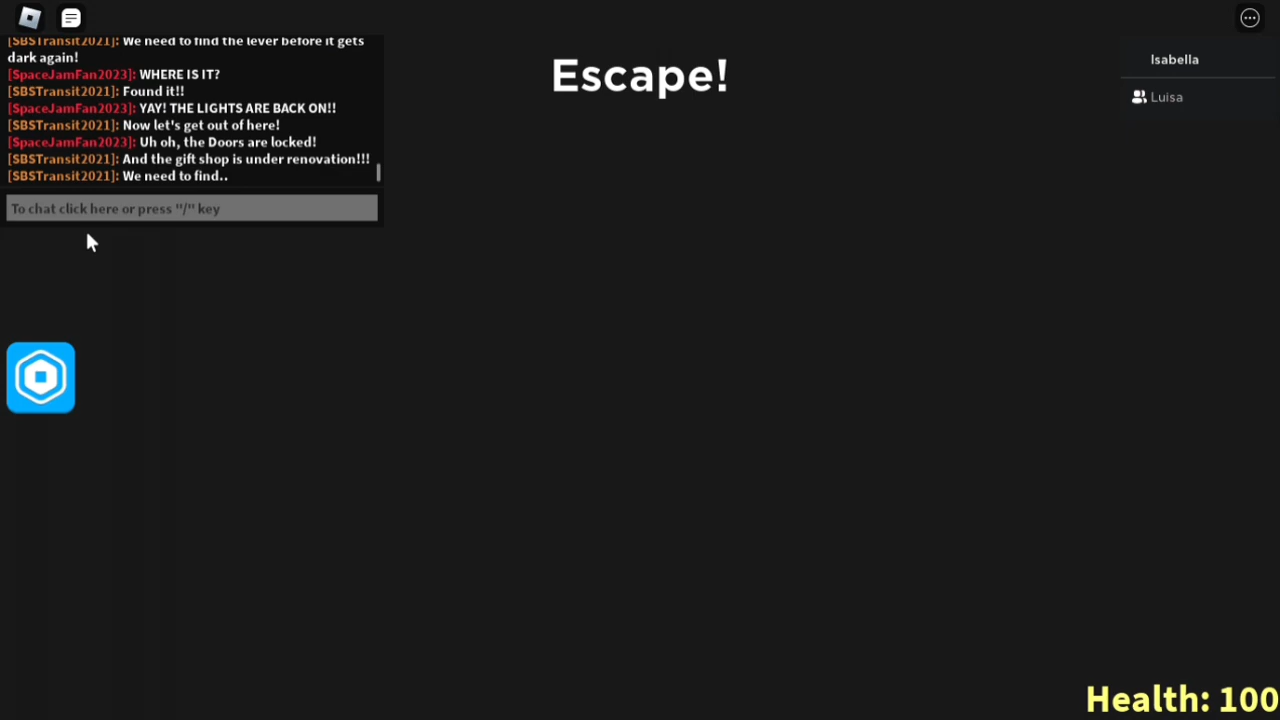 [SBSTransit2021]: We need to find the lever before it gets
dark again!
[SpaceJamFan2023]: WHERE IS IT?
[SBSTransit2021]: Found it!!
[SpaceJamFan2023]: YAY! THE LIGHTS ARE BACK ON!!
[SBSTransit2021]: Now let's get out of here!
[SpaceJamFan2023]: Uh oh, the Doors are locked!
[SBSTransit2021]: And the gift shop is under renovation!!!
[SBSTransit2021]: We need to find..
To chat click here or press "/" key
Escape!
Isabella
Luisa
Health: 100